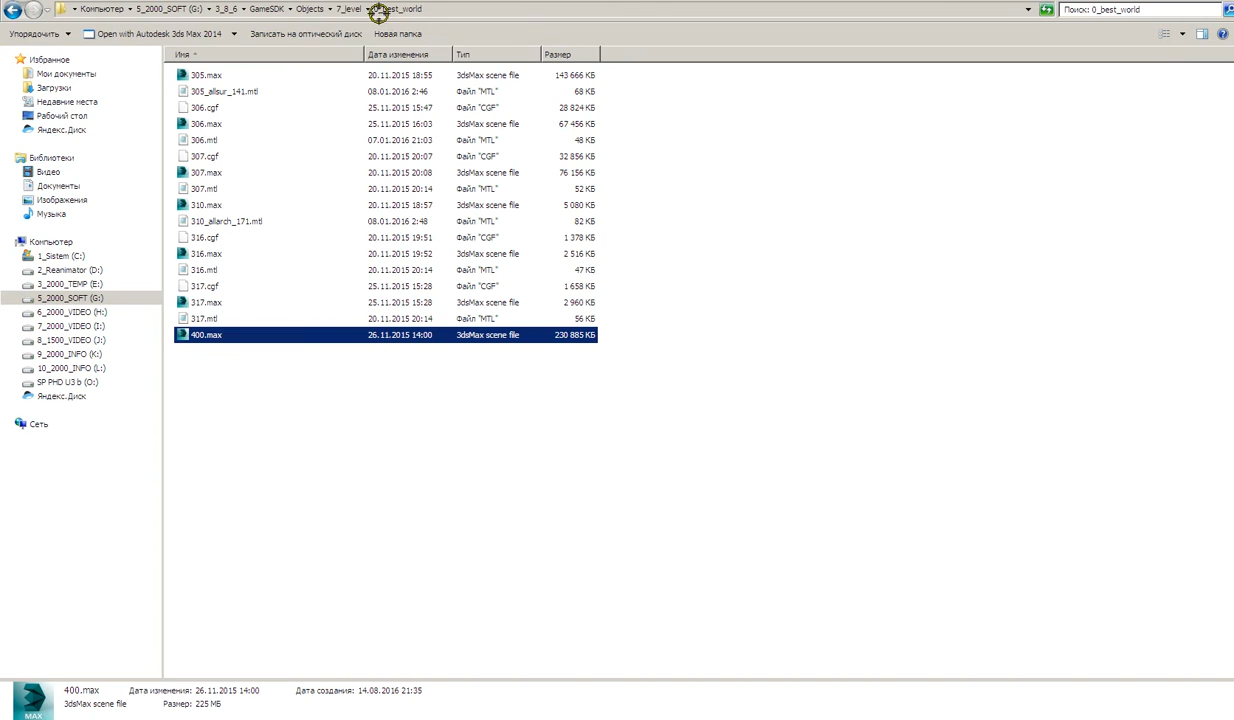 Компьютер 5_2000_SOFT (G:) 3_8_6 GameSDK Objects 7_level 0_best_world
Поиск: 0_best_world
Упорядочить Open with Autodesk 3ds Max 2014 Записать на оптический диск Новая папка
Избранное
Мои документы
Загрузки
Недавние места
Рабочий стол
Яндекс.Диск
Библиотеки
Видео
Документы
Изображения
Музыка
Компьютер
1_Sistem (C:)
2_Reanimator (D:)
3_2000_TEMP (E:)
5_2000_SOFT (G:)
6_2000_VIDEO (H:)
7_2000_VIDEO (I:)
8_1500_VIDEO (J:)
9_2000_INFO (K:)
10_2000_INFO (L:)
SP PHD U3 b (O:)
Яндекс.Диск
Сеть
Имя Дата изменения Тип Размер
305.max 20.11.2015 18:55 3dsMax scene file 143 666 КБ
305_allsur_141.mtl 08.01.2016 2:46 Файл "MTL" 68 КБ
306.cgf 25.11.2015 15:47 Файл "CGF" 28 824 КБ
306.max 25.11.2015 16:03 3dsMax scene file 67 456 КБ
306.mtl 07.01.2016 21:03 Файл "MTL" 48 КБ
307.cgf 20.11.2015 20:07 Файл "CGF" 32 856 КБ
307.max 20.11.2015 20:08 3dsMax scene file 76 156 КБ
307.mtl 20.11.2015 20:14 Файл "MTL" 52 КБ
310.max 20.11.2015 18:57 3dsMax scene file 5 080 КБ
310_allarch_171.mtl 08.01.2016 2:48 Файл "MTL" 82 КБ
316.cgf 20.11.2015 19:51 Файл "CGF" 1 378 КБ
316.max 20.11.2015 19:52 3dsMax scene file 2 516 КБ
316.mtl 20.11.2015 20:14 Файл "MTL" 47 КБ
317.cgf 25.11.2015 15:28 Файл "CGF" 1 658 КБ
317.max 25.11.2015 15:28 3dsMax scene file 2 960 КБ
317.mtl 20.11.2015 20:14 Файл "MTL" 56 КБ
400.max 26.11.2015 14:00 3dsMax scene file 230 885 КБ
400.max Дата изменения: 26.11.2015 14:00 Дата создания: 14.08.2016 21:35
3dsMax scene file Размер: 225 МБ
MAX